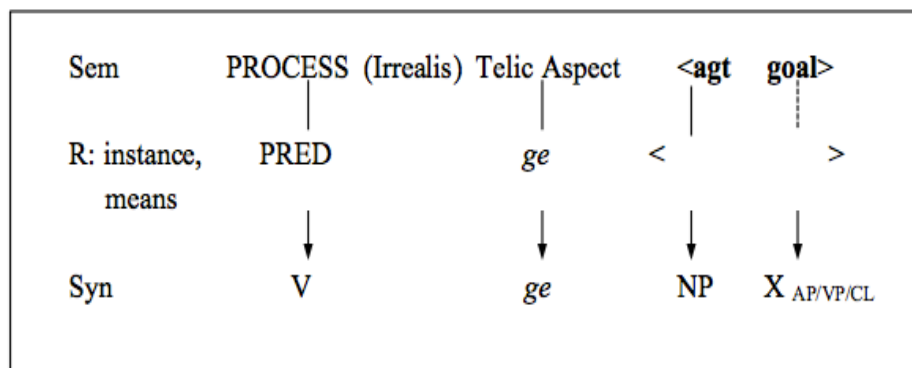 Sem PROCESS (Irrealis) Telic Aspect <agt goal>
R: instance, PRED ge < >
means
Syn V ge NP X AP/VP/CL